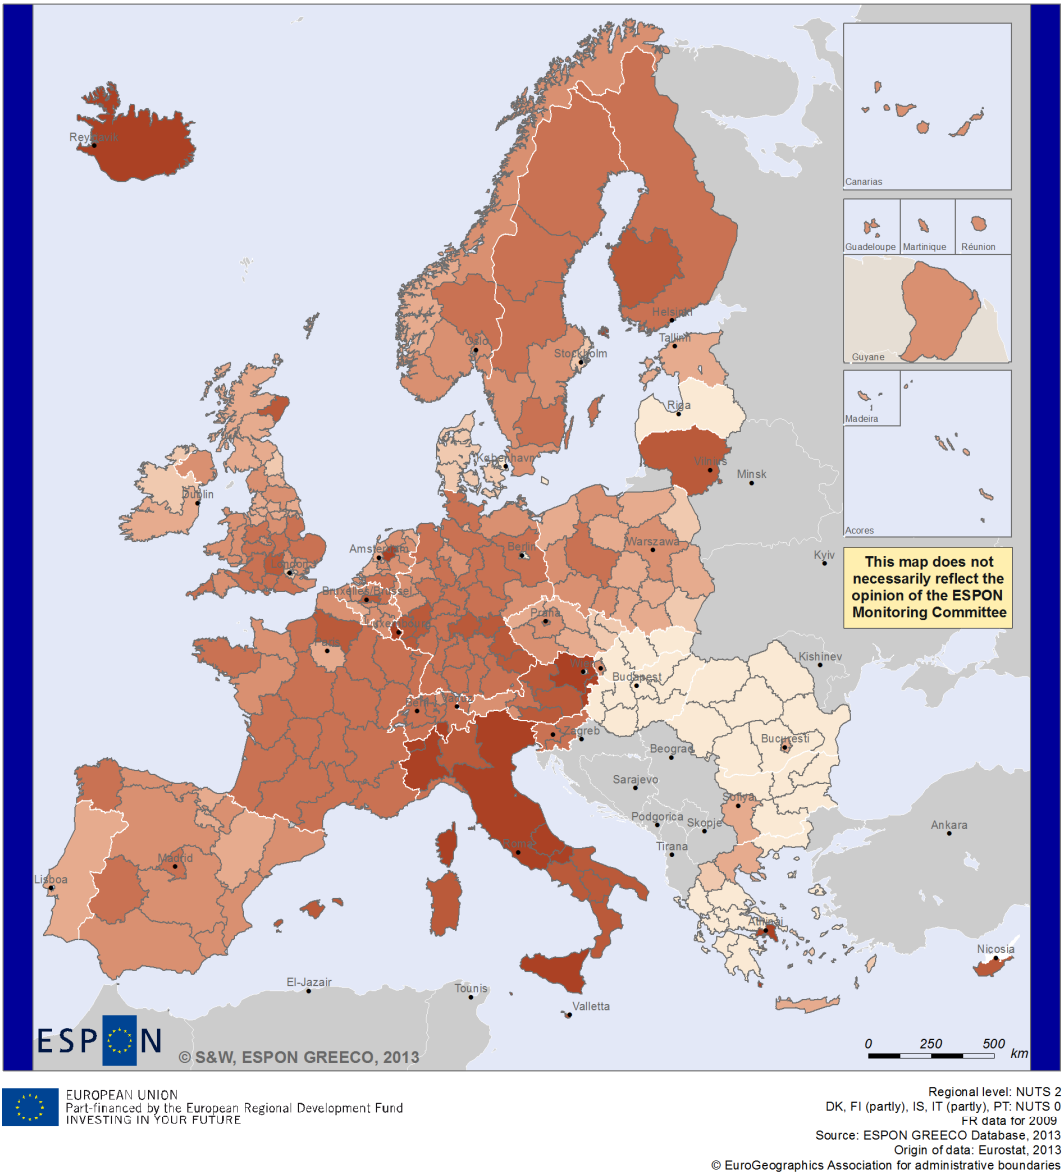 Reykjavik
Canarias
Guadeloupe
Martinique
Réunion
Guyane
Madeira
Acores
Oslo
Stockholm
Helsinki
Tallinn
Riga
Vilnius
Minsk
København
Dublin
London
Amsterdam
Berlin
Warszawa
Kyiv
This map does not
necessarily reflect the
opinion of the ESPON
Monitoring Committee
Bruxelles/Brussel
Luxembourg
Praha
Paris
Kishinev
Budapest
Bern
Zagreb
Bucuresti
Beograd
Sarajevo
Sofiya
Podgorica
Skopje
Tirana
Ankara
Madrid
Lisboa
Roma
Athinai
Nicosia
El-Jazair
Tounis
Valletta
ESPON
© S&W, ESPON GREECO, 2013
0 250 500 km
EUROPEAN UNION
Part-financed by the European Regional Development Fund
INVESTING IN YOUR FUTURE
Regional level: NUTS 2
DK, FI (partly), IS, IT (partly), PT: NUTS 0
FR data for 2009
Source: ESPON GREECO Database, 2013
Origin of data: Eurostat, 2013
© EuroGeographics Association for administrative boundaries